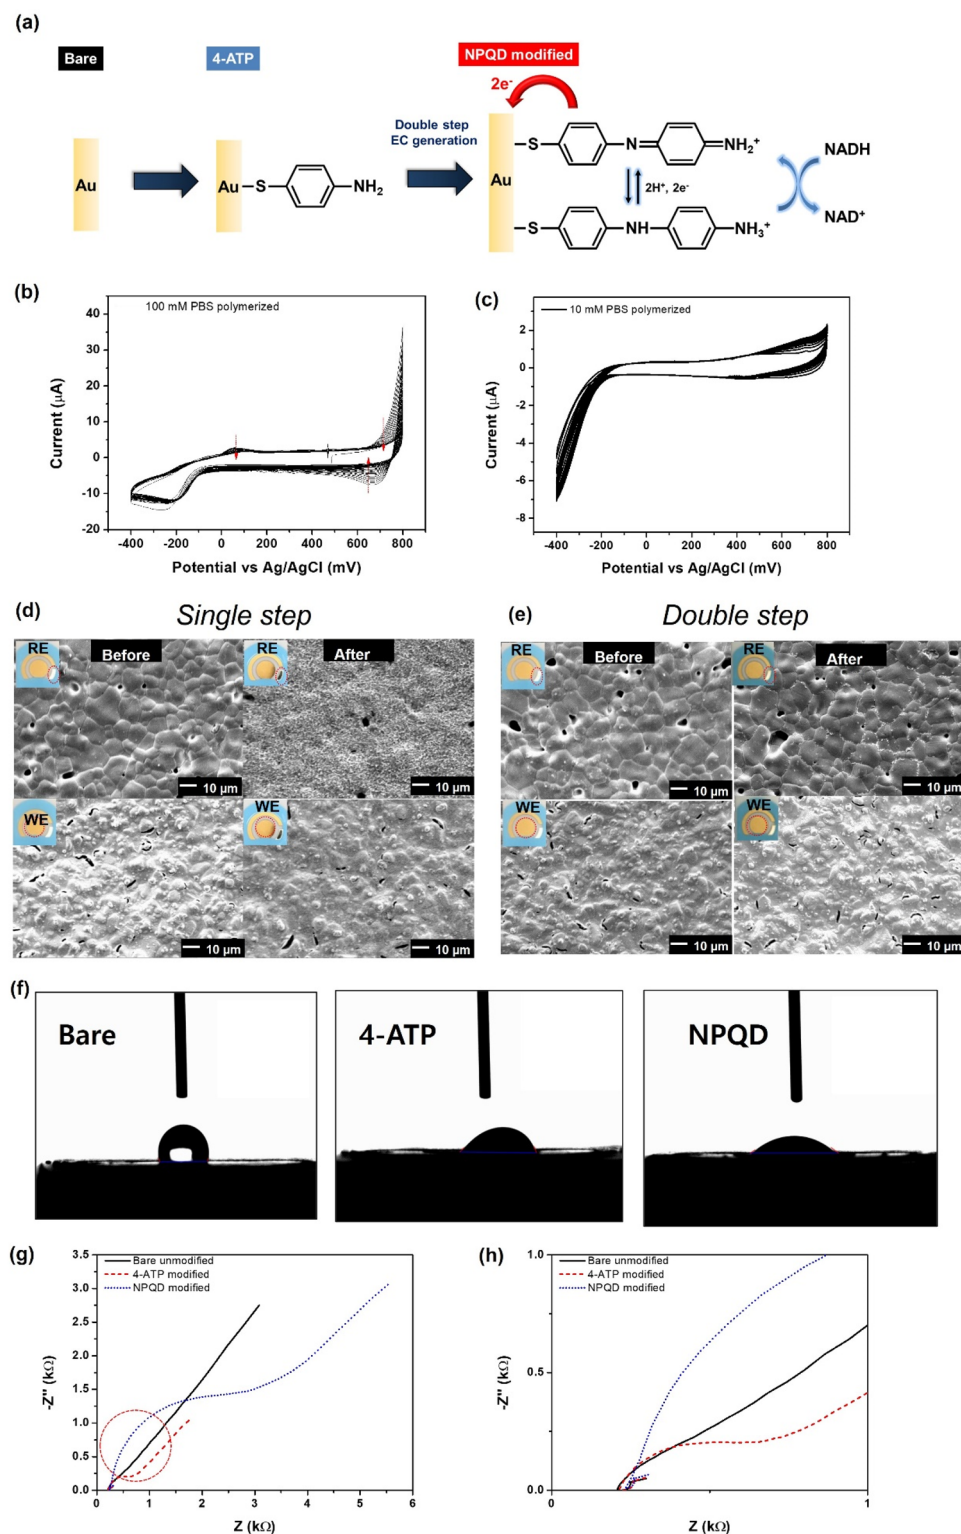 (a)
Bare
4-ATP
NPQD modified
2e-
Double step
EC generation
Au
Au
S
NH₂
Au
S
N
NH₂⁺
NADH
2H⁺, 2e-
S
NH
NH₃⁺
NAD⁺
(b)
100 mM PBS polymerized
Current (µA)
40
30
20
10
0
-10
-20
-400
-200
0
200
400
600
800
Potential vs Ag/AgCl (mV)
(c)
10 mM PBS polymerized
Current (µA)
2
0
-2
-4
-6
-8
-400
-200
0
200
400
600
800
Potential vs Ag/AgCl (mV)
(d)
Single step
RE
Before
10 µm
RE
After
10 µm
WE
10 µm
WE
10 µm
(e)
Double step
RE
Before
10 µm
RE
After
10 µm
WE
10 µm
WE
10 µm
(f)
Bare
4-ATP
NPQD
(g)
Bare unmodified
4-ATP modified
NPQD modified
-Z'' (kΩ)
3.5
3.0
2.5
2.0
1.5
1.0
0.5
0.0
0
1
2
3
4
5
6
Z (kΩ)
(h)
Bare unmodified
4-ATP modified
NPQD modified
-Z'' (kΩ)
1.0
0.5
0.0
0
1
Z (kΩ)